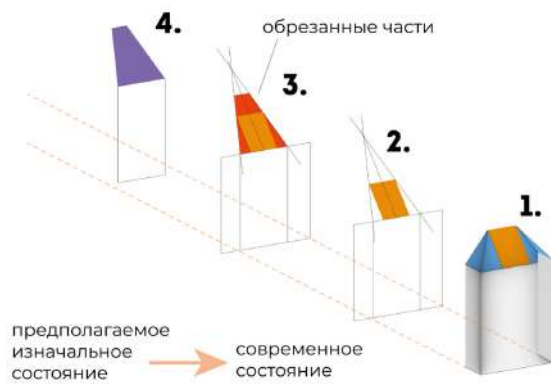 4.
обрезанные части
3.
2.
1.
предполагаемое
изначальное
состояние
современное
состояние